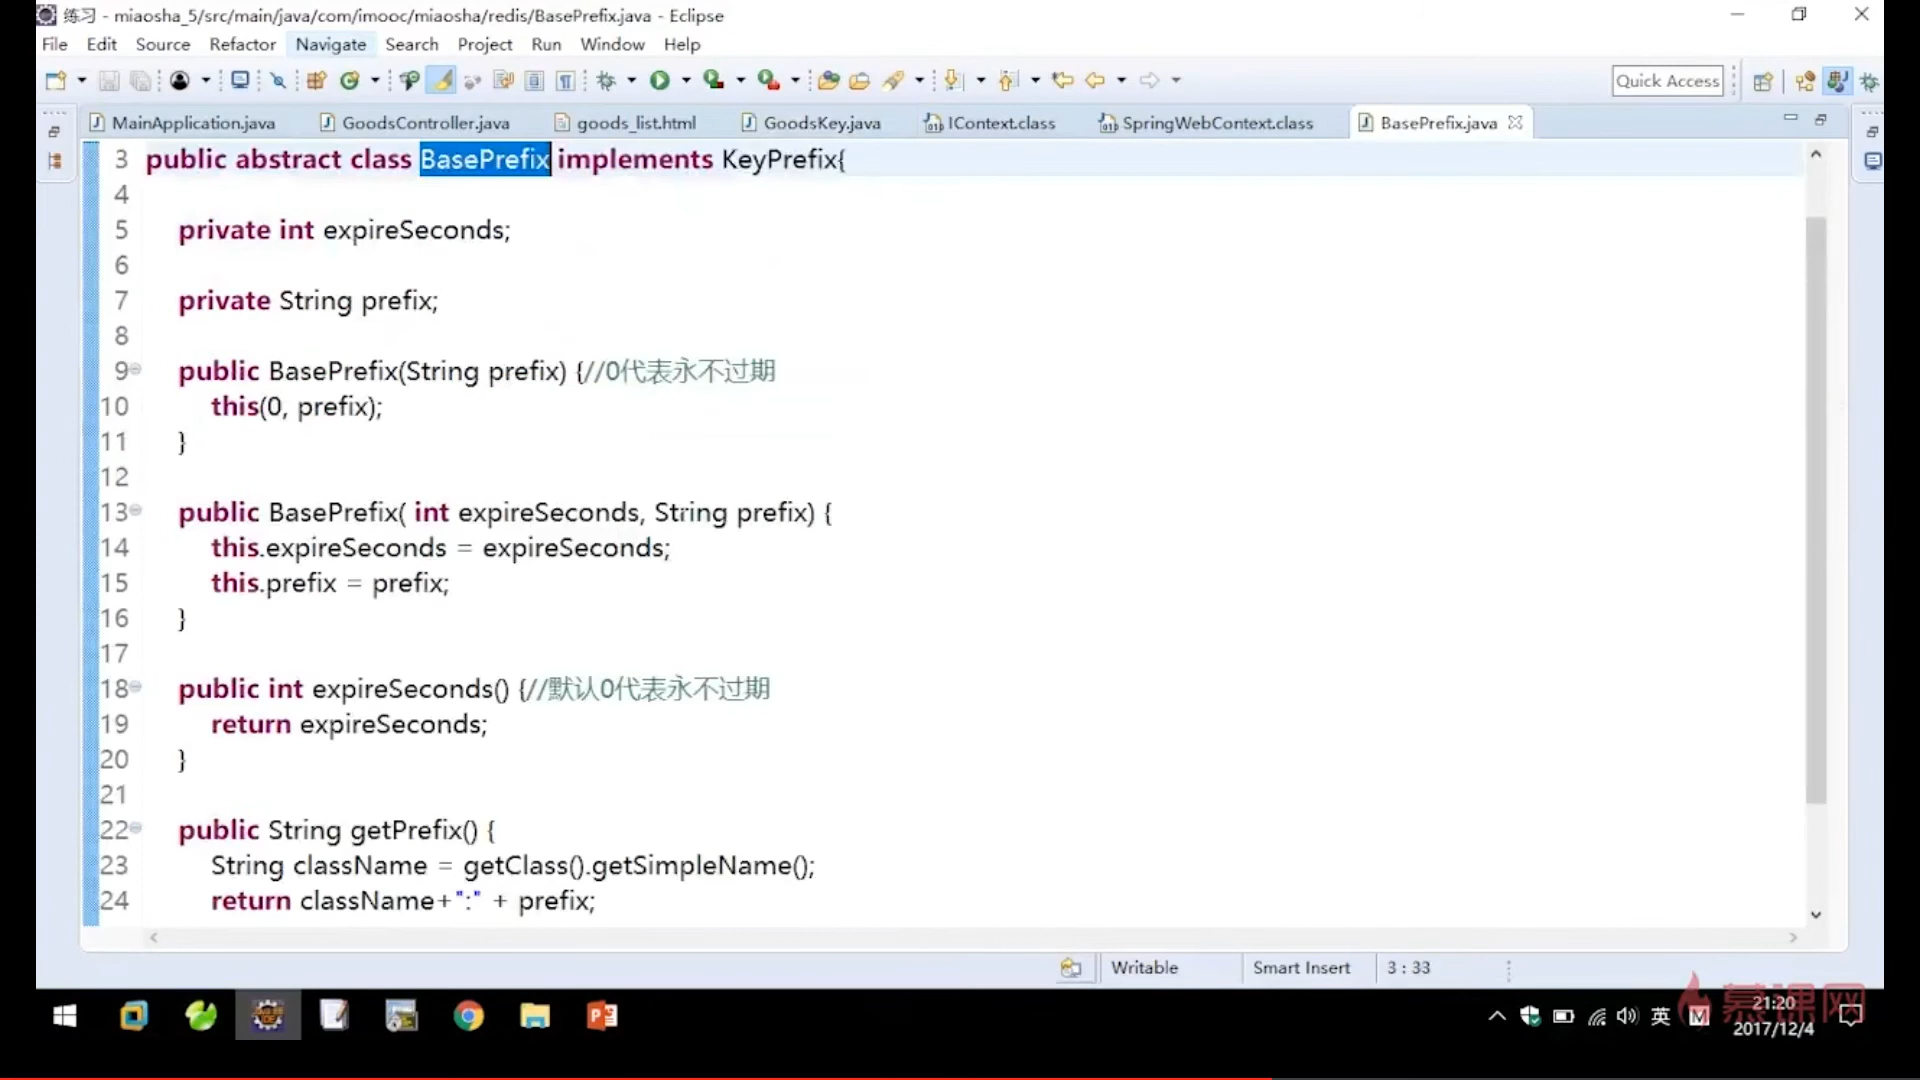 练习 - miaosha_5/src/main/java/com/imooc/miaosha/redis/BasePrefix.java - Eclipse
File Edit Source Refactor Navigate Search Project Run Window Help
Quick Access
MainApplication.java GoodsController.java goods_list.html GoodsKey.java IContext.class SpringWebContext.class BasePrefix.java
3 public abstract class BasePrefix implements KeyPrefix{
4
5 private int expireSeconds;
6
7 private String prefix;
8
9 public BasePrefix(String prefix) {//0代表永不过期
10 this(0, prefix);
11 }
12
13 public BasePrefix( int expireSeconds, String prefix) {
14 this.expireSeconds = expireSeconds;
15 this.prefix = prefix;
16 }
17
18 public int expireSeconds() {//默认0代表永不过期
19 return expireSeconds;
20 }
21
22 public String getPrefix() {
23 String className = getClass().getSimpleName();
24 return className+":" + prefix;
Writable Smart Insert 3 : 33
英 M 21:20
慕课网
2017/12/4